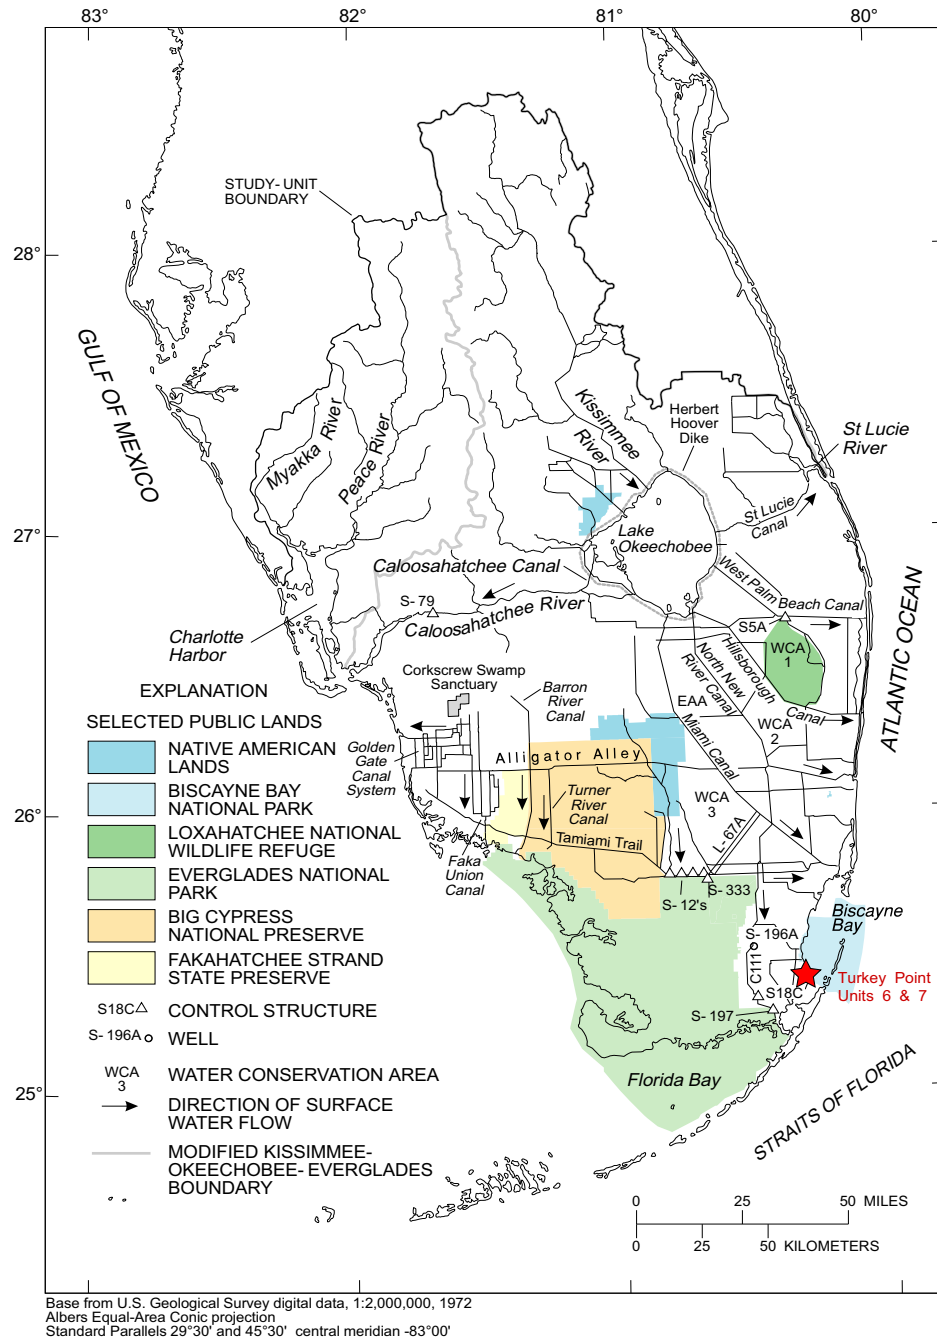 83°
82°
81°
80°
28°
27°
26°
25°
STUDY- UNIT
BOUNDARY
GULF OF MEXICO
Myakka River
Peace River
Kissimmee
River
Herbert
Hoover
Dike
St Lucie
River
St Lucie
Canal
Lake
Okeechobee
Caloosahatchee Canal
West Palm
Beach Canal
S- 79
Caloosahatchee River
S5A
ATLANTIC OCEAN
Charlotte
Harbor
WCA
1
Hillsborough
Canal
North New
River Canal
Corkscrew Swamp
Sanctuary
Barron
River
Canal
EAA
Miami Canal
WCA
2
Golden
Gate
Canal
System
Alligator Alley
Turner
River
Canal
WCA
3
L- 67A
Tamiami Trail
Faka
Union
Canal
S- 333
S- 12's
Biscayne
Bay
S- 196A
C111
S18C
Turkey Point
Units 6 & 7
S- 197
Florida Bay
STRAITS OF FLORIDA
EXPLANATION
SELECTED PUBLIC LANDS
NATIVE AMERICAN
LANDS
BISCAYNE BAY
NATIONAL PARK
LOXAHATCHEE NATIONAL
WILDLIFE REFUGE
EVERGLADES NATIONAL
PARK
BIG CYPRESS
NATIONAL PRESERVE
FAKAHATCHEE STRAND
STATE PRESERVE
S18C CONTROL STRUCTURE
S- 196A WELL
WCA
3
WATER CONSERVATION AREA
DIRECTION OF SURFACE
WATER FLOW
MODIFIED KISSIMMEE-
OKEECHOBEE- EVERGLADES
BOUNDARY
0 25 50 MILES
0 25 50 KILOMETERS
Base from U.S. Geological Survey digital data, 1:2,000,000, 1972
Albers Equal-Area Conic projection
Standard Parallels 29°30' and 45°30' central meridian -83°00'